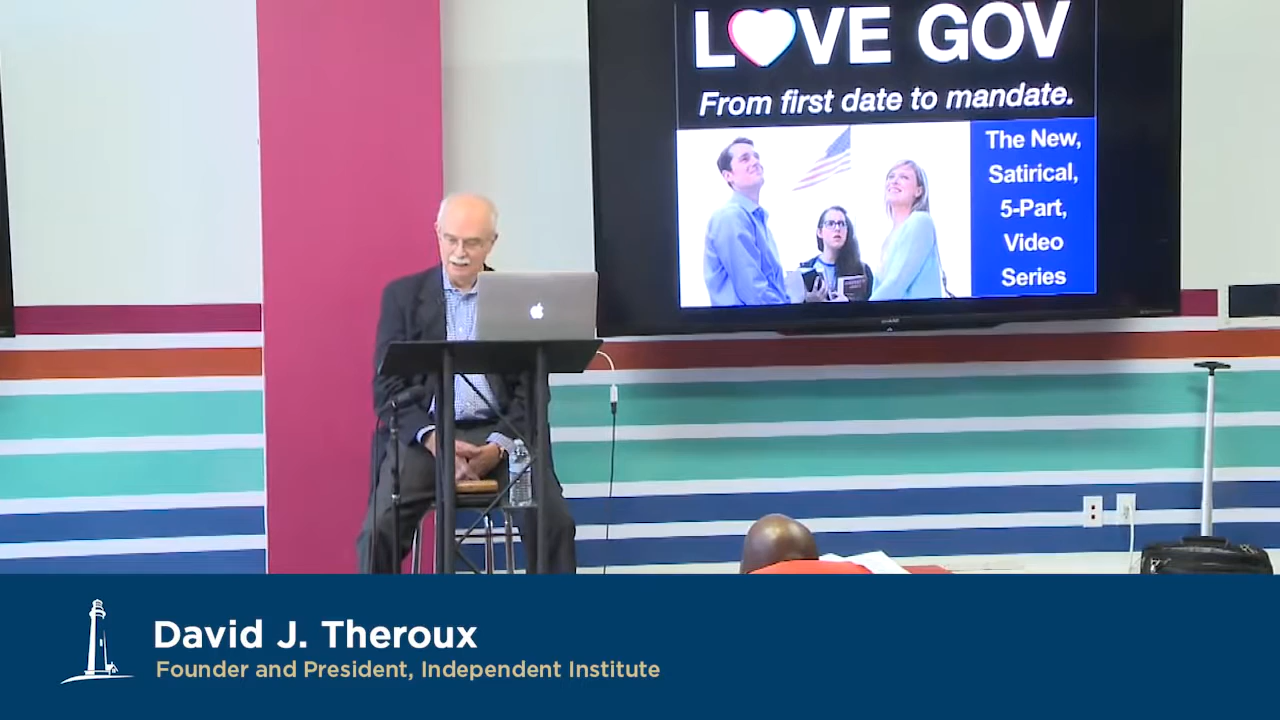 LOVE GOV
From first date to mandate.
The New,
Satirical,
5-Part,
Video
Series
David J. Theroux
Founder and President, Independent Institute